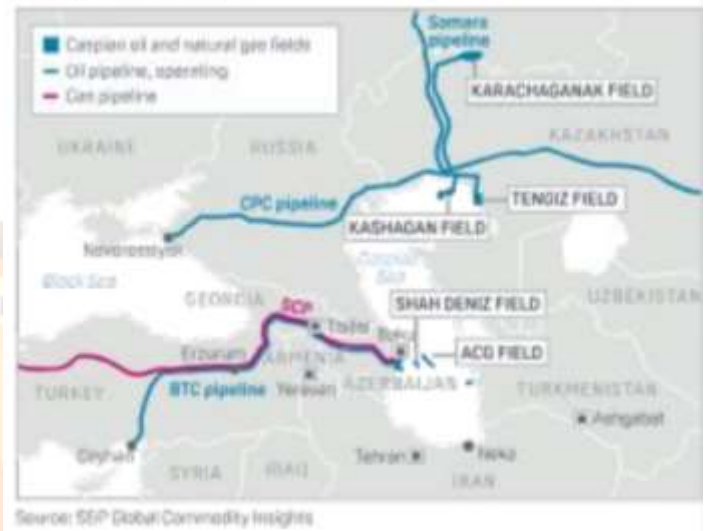 Caspian oil and natural gas fields
Oil pipeline, operating
Gas pipeline
Samara
pipeline
KARACHAGANAK FIELD
UKRAINE
RUSSIA
KAZAKHSTAN
CPC pipeline
TENGIZ FIELD
KASHAGAN FIELD
Novorossiysk
Caspian
Sea
Black Sea
GEORGIA
SCP
SHAH DENIZ FIELD
UZBEKISTAN
Tbilisi
Baku
Erzurum
ARMENIA
ACG FIELD
TURKEY
BTC pipeline
Yerevan
AZERBAIJAN
TURKMENISTAN
Ashgabat
Ceyhan
SYRIA
IRAQ
Tehran
Neka
IRAN
Source: S&P Global Commodity Insights